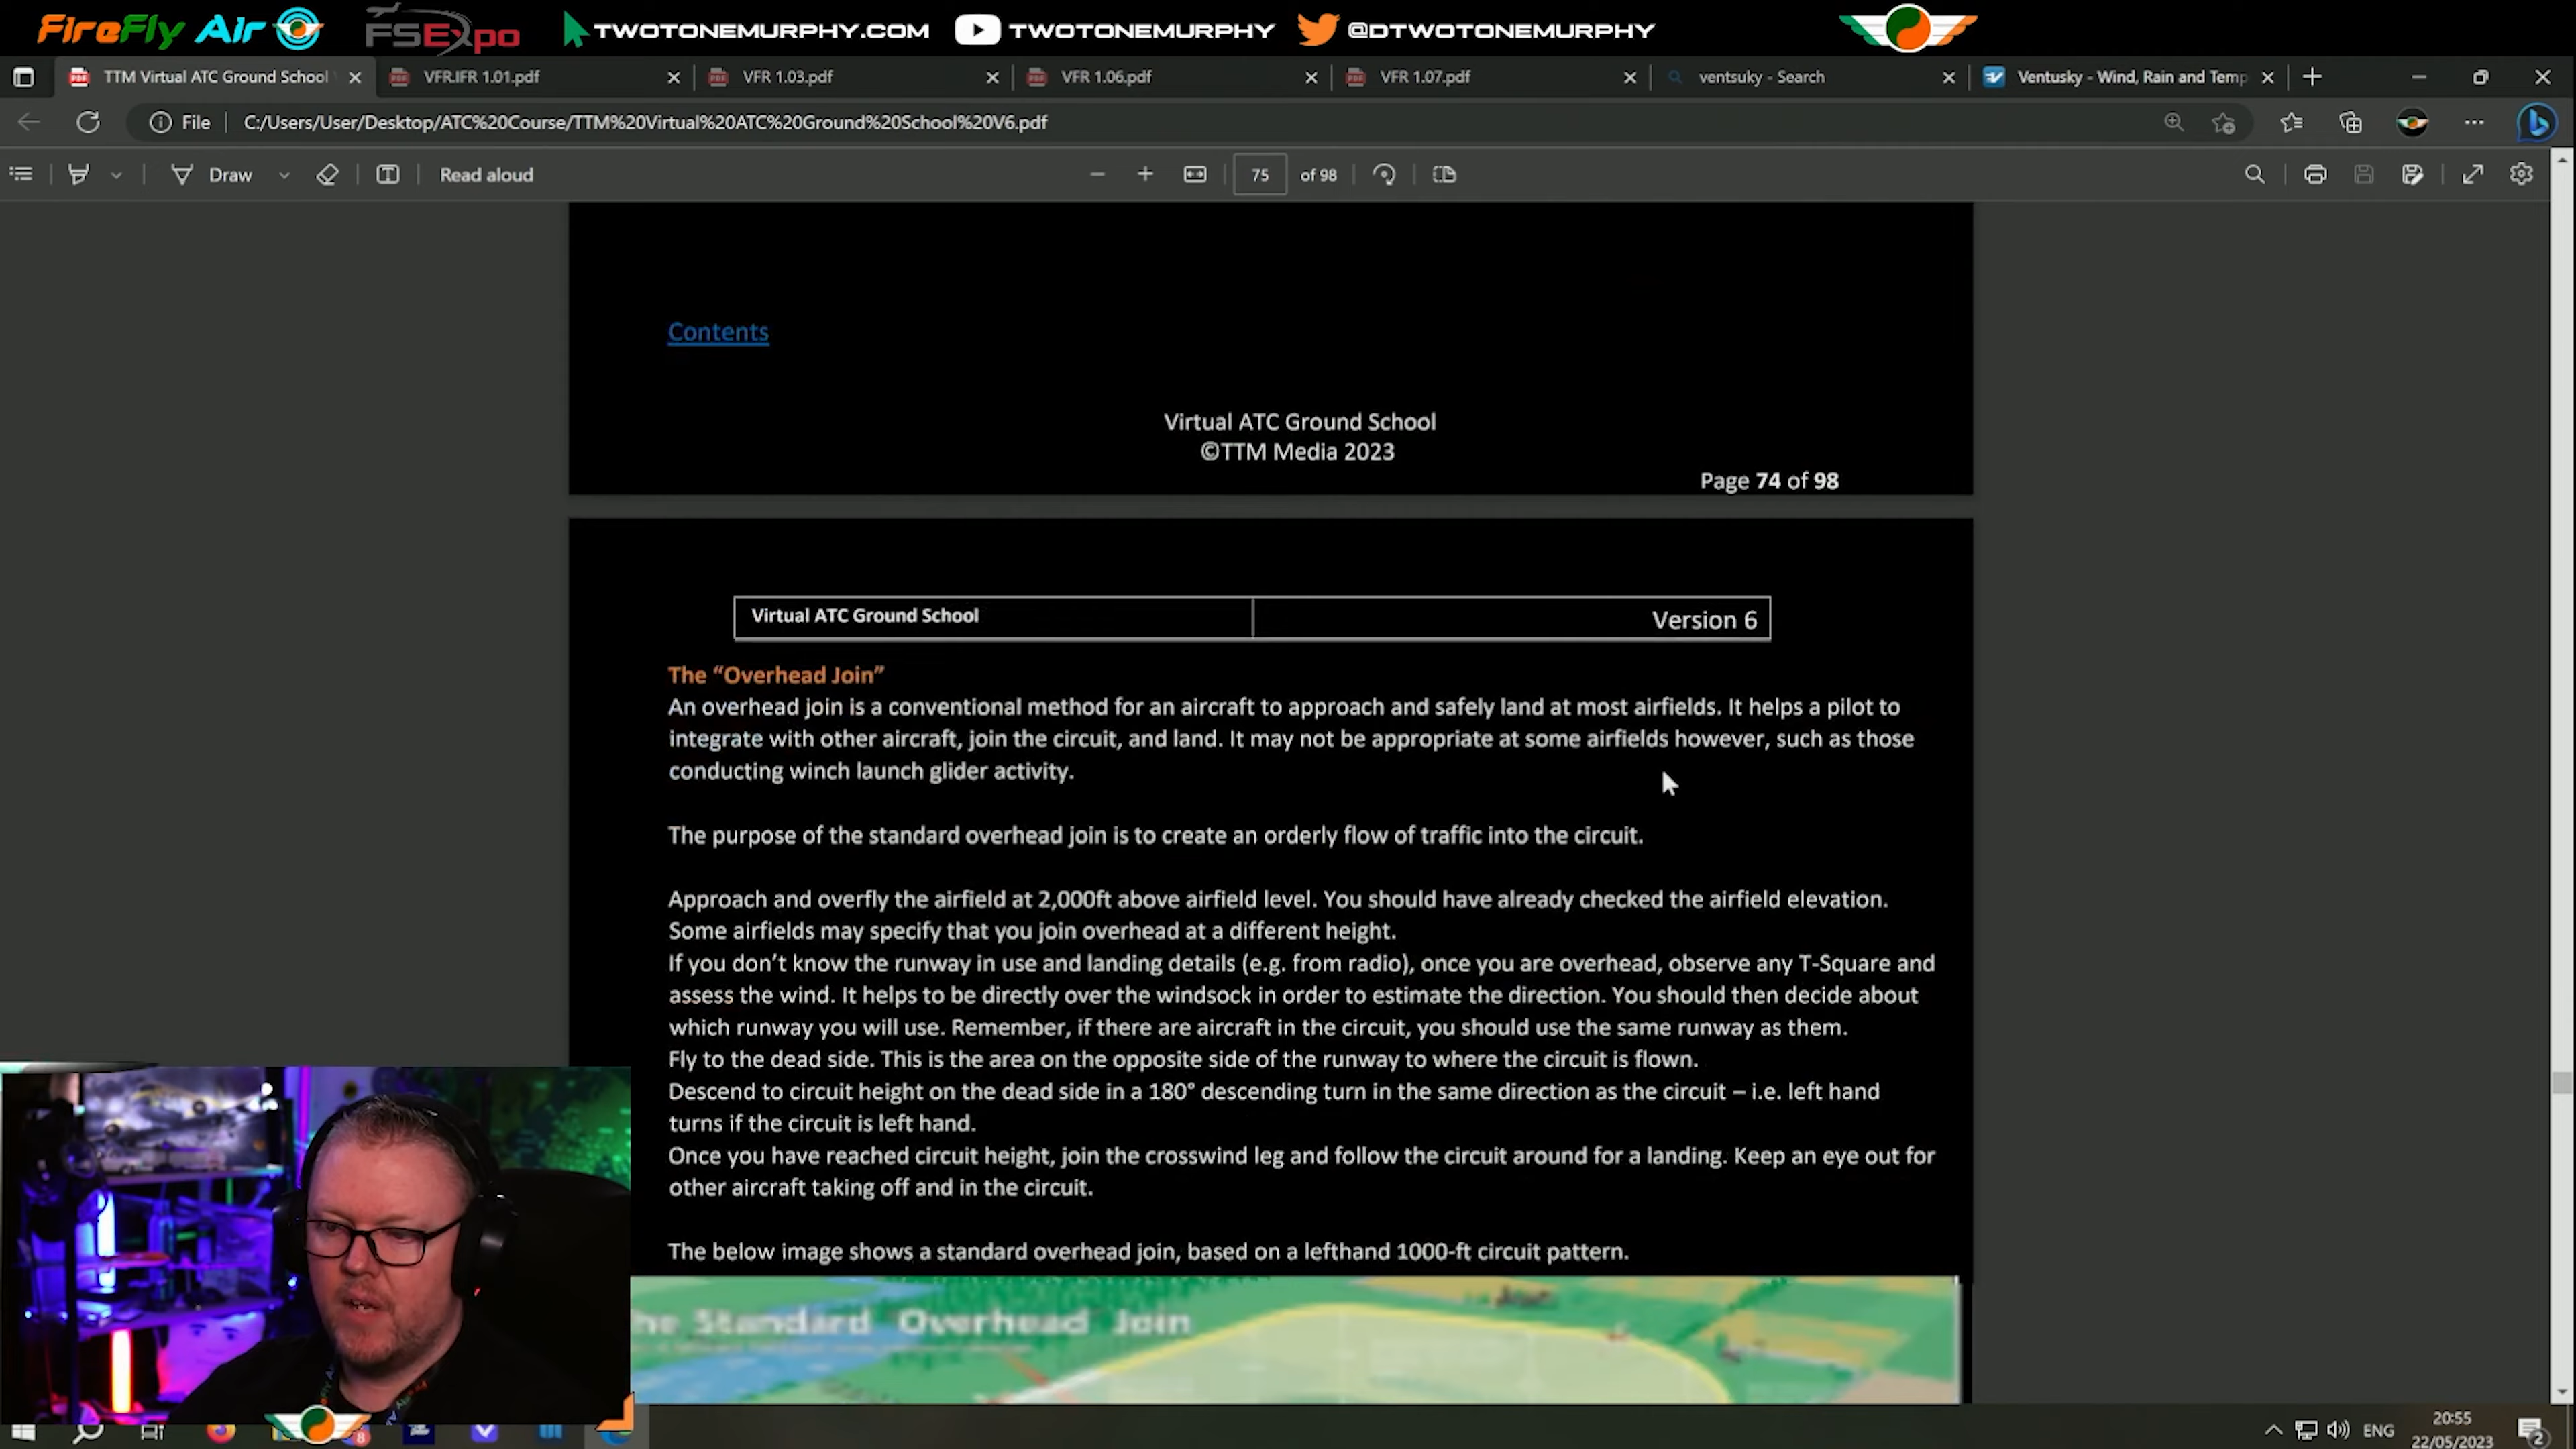 FireFly Air
FSExpo
TWOTONEMURPHY.COM
TWOTONEMURPHY
@DTWOTONEMURPHY
TTM Virtual ATC Ground School
VFR.IFR 1.01.pdf
VFR 1.03.pdf
VFR 1.06.pdf
VFR 1.07.pdf
ventsuky - Search
Ventusky - Wind, Rain and Temp
File
C:/Users/User/Desktop/ATC%20Course/TTM%20Virtual%20ATC%20Ground%20School%20V6.pdf
Draw
Read aloud
75
of 98
Contents
Virtual ATC Ground School
©TTM Media 2023
Page 74 of 98
Virtual ATC Ground School
Version 6
The “Overhead Join”
An overhead join is a conventional method for an aircraft to approach and safely land at most airfields. It helps a pilot to
integrate with other aircraft, join the circuit, and land. It may not be appropriate at some airfields however, such as those
conducting winch launch glider activity.
The purpose of the standard overhead join is to create an orderly flow of traffic into the circuit.
Approach and overfly the airfield at 2,000ft above airfield level. You should have already checked the airfield elevation.
Some airfields may specify that you join overhead at a different height.
If you don’t know the runway in use and landing details (e.g. from radio), once you are overhead, observe any T-Square and
assess the wind. It helps to be directly over the windsock in order to estimate the direction. You should then decide about
which runway you will use. Remember, if there are aircraft in the circuit, you should use the same runway as them.
Fly to the dead side. This is the area on the opposite side of the runway to where the circuit is flown.
Descend to circuit height on the dead side in a 180° descending turn in the same direction as the circuit – i.e. left hand
turns if the circuit is left hand.
Once you have reached circuit height, join the crosswind leg and follow the circuit around for a landing. Keep an eye out for
other aircraft taking off and in the circuit.
The below image shows a standard overhead join, based on a lefthand 1000-ft circuit pattern.
he Standard Overhead Join
ENG
20:55
22/05/2023
2
8